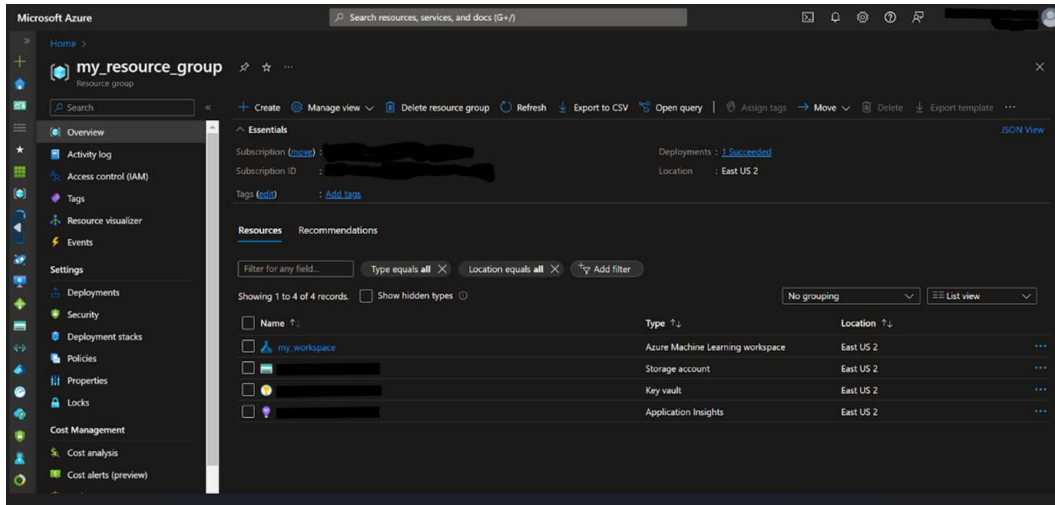 Microsoft Azure
Search resources, services, and docs (G+/)
Home >
my_resource_group
Resource group
Search
Create Manage view Delete resource group Refresh Export to CSV Open query Assign tags Move Delete Export template
Overview
Activity log
Access control (IAM)
Tags
Resource visualizer
Events
Settings
Deployments
Security
Deployment stacks
Policies
Properties
Locks
Cost Management
Cost analysis
Cost alerts (preview)
Essentials
JSON View
Subscription (move) :
Deployments : 1 Succeeded
Subscription ID :
Location : East US 2
Tags (edit) : Add tags
Resources Recommendations
Filter for any field... Type equals all Location equals all Add filter
Showing 1 to 4 of 4 records. Show hidden types No grouping List view
Name Type Location
my_workspace Azure Machine Learning workspace East US 2
Storage account East US 2
Key vault East US 2
Application Insights East US 2